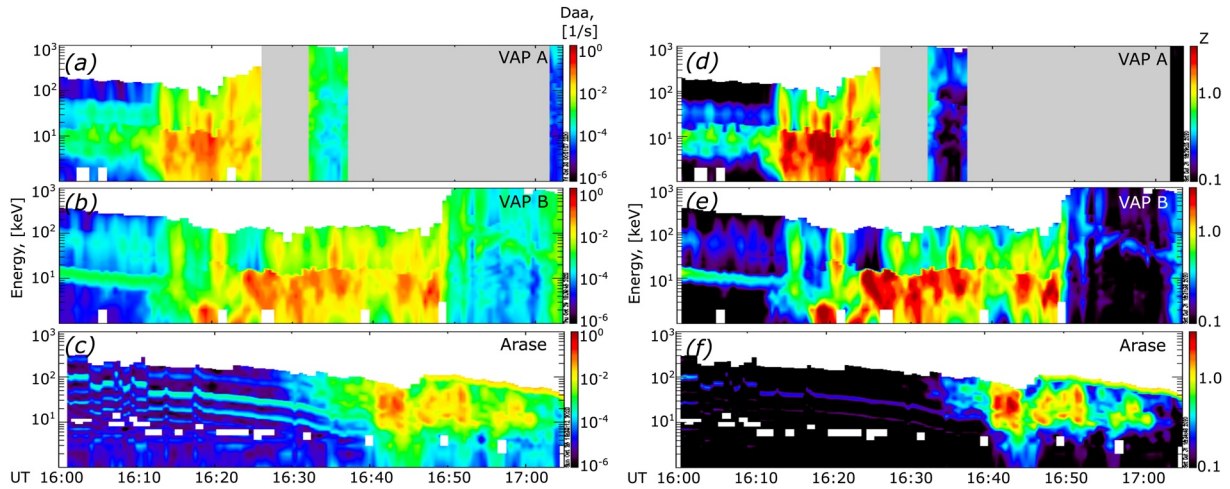 Daa,
[1/s]
Z
(a)
VAP A
10³
10²
10¹
10⁰
10⁻²
10⁻⁴
10⁻⁶
(d)
VAP A
10³
10²
10¹
1.0
0.1
Energy, [keV]
(b)
VAP B
10³
10²
10¹
10⁰
10⁻²
10⁻⁴
10⁻⁶
Energy, [keV]
(e)
VAP B
10³
10²
10¹
1.0
0.1
(c)
Arase
10³
10²
10¹
10⁰
10⁻²
10⁻⁴
10⁻⁶
(f)
Arase
10³
10²
10¹
1.0
0.1
UT 16:00 16:10 16:20 16:30 16:40 16:50 17:00
UT 16:00 16:10 16:20 16:30 16:40 16:50 17:00